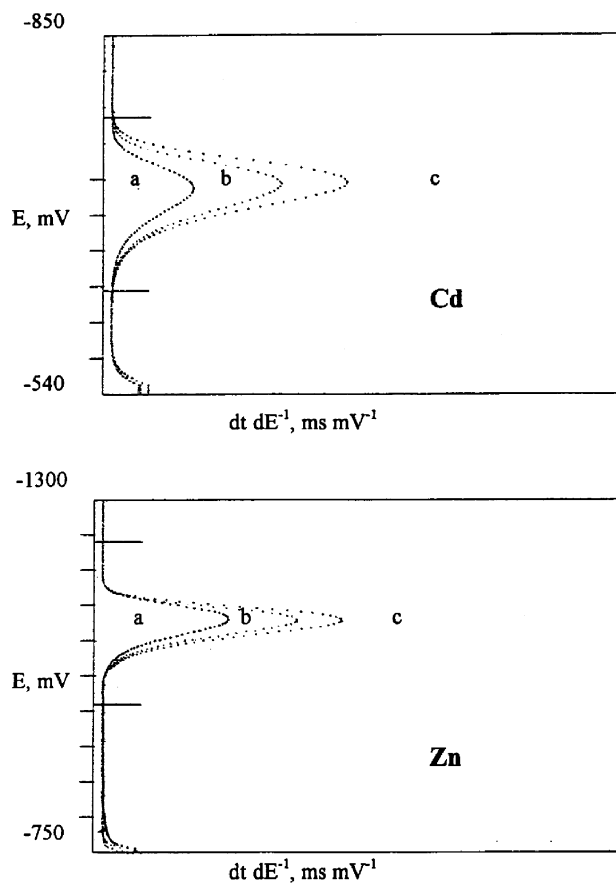 -850
a b c
E, mV
Cd
-540
dt dE⁻¹, ms mV⁻¹
-1300
a b c
E, mV
Zn
-750
dt dE⁻¹, ms mV⁻¹